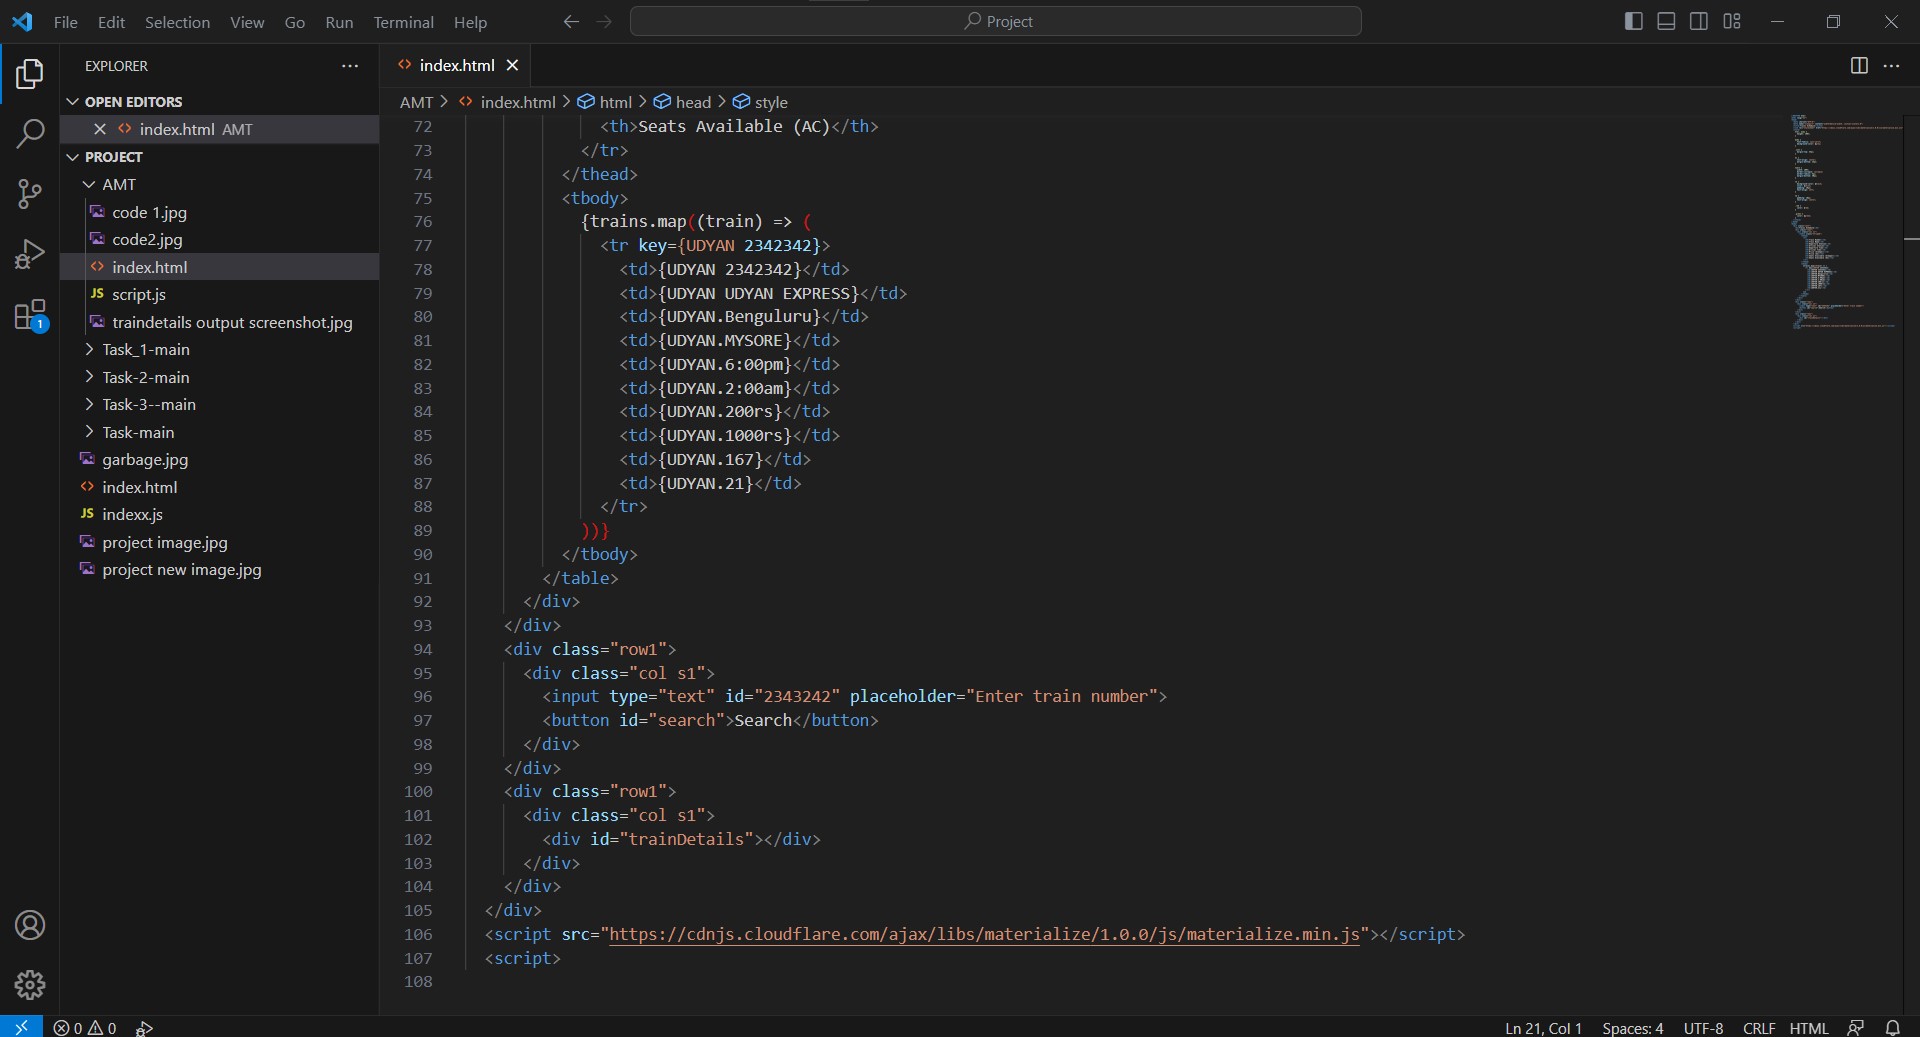 File Edit Selection View Go Run Terminal Help
Project
EXPLORER
OPEN EDITORS
index.html AMT
PROJECT
AMT
code 1.jpg
code2.jpg
index.html
JS script.js
traindetails output screenshot.jpg
Task_1-main
Task-2-main
Task-3--main
Task-main
garbage.jpg
index.html
JS indexx.js
project image.jpg
project new image.jpg
1
index.html
AMT > index.html > html > head > style
72 <th>Seats Available (AC)</th>
73 </tr>
74 </thead>
75 <tbody>
76 {trains.map((train) => (
77 <tr key={UDYAN 2342342}>
78 <td>{UDYAN 2342342}</td>
79 <td>{UDYAN UDYAN EXPRESS}</td>
80 <td>{UDYAN.Benguluru}</td>
81 <td>{UDYAN.MYSORE}</td>
82 <td>{UDYAN.6:00pm}</td>
83 <td>{UDYAN.2:00am}</td>
84 <td>{UDYAN.200rs}</td>
85 <td>{UDYAN.1000rs}</td>
86 <td>{UDYAN.167}</td>
87 <td>{UDYAN.21}</td>
88 </tr>
89 ))}
90 </tbody>
91 </table>
92 </div>
93 </div>
94 <div class="row1">
95 <div class="col s1">
96 <input type="text" id="2343242" placeholder="Enter train number">
97 <button id="search">Search</button>
98 </div>
99 </div>
100 <div class="row1">
101 <div class="col s1">
102 <div id="trainDetails"></div>
103 </div>
104 </div>
105 </div>
106 <script src="https://cdnjs.cloudflare.com/ajax/libs/materialize/1.0.0/js/materialize.min.js"></script>
107 <script>
108
0 0
Ln 21, Col 1 Spaces: 4 UTF-8 CRLF HTML